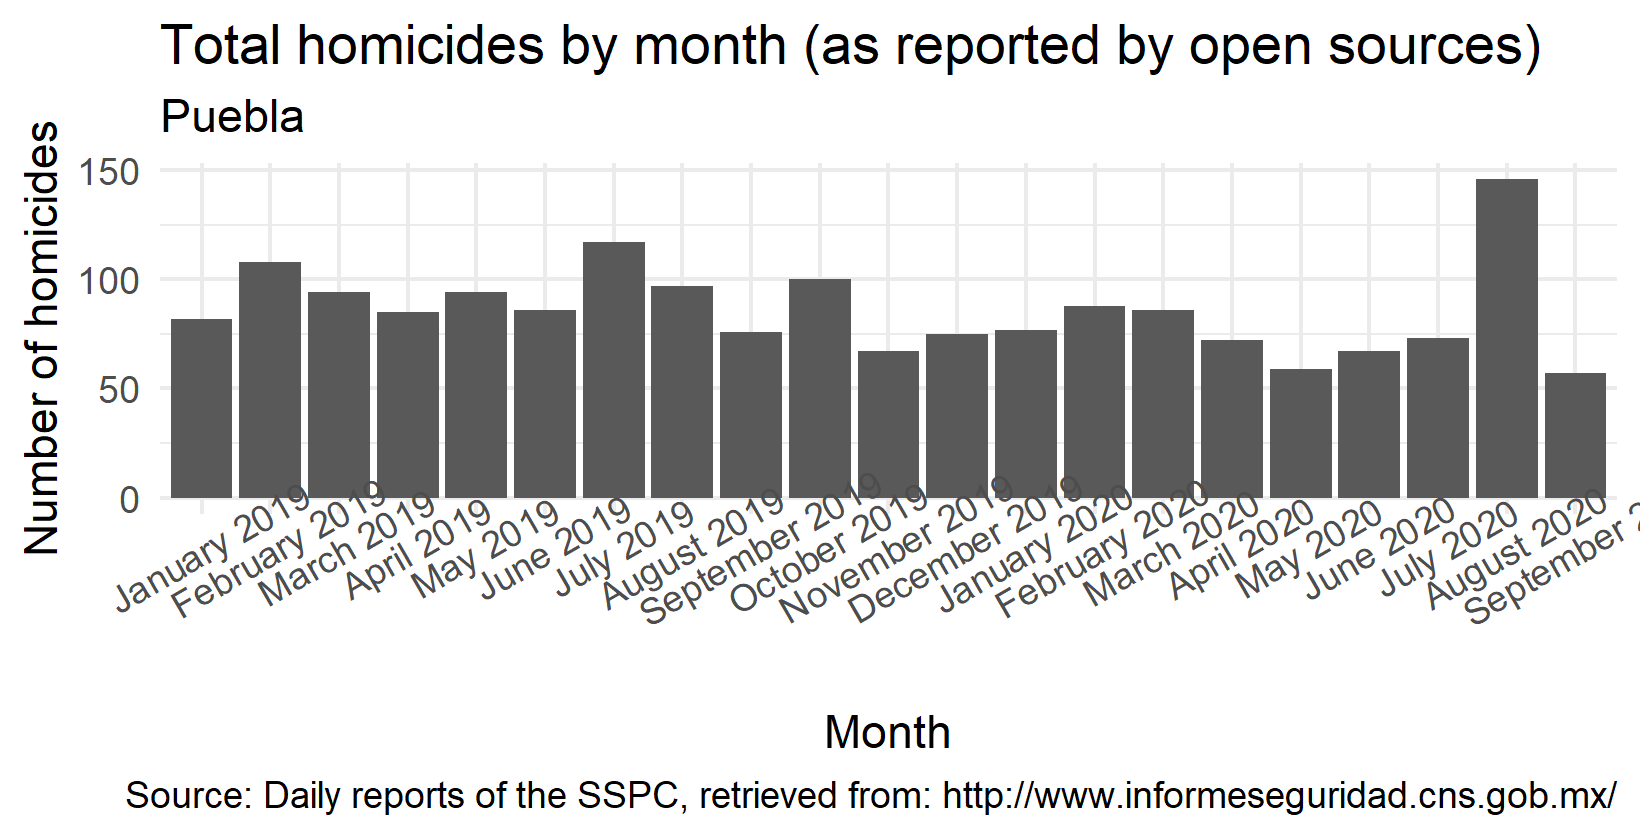 Total homicides by month (as reported by open sources)
Puebla
Number of homicides
150
100
50
0
January 2019
February 2019
March 2019
April 2019
May 2019
June 2019
July 2019
August 2019
September 2019
October 2019
November 2019
December 2019
January 2020
February 2020
March 2020
April 2020
May 2020
June 2020
July 2020
August 2020
September 2
Month
Source: Daily reports of the SSPC, retrieved from: http://www.informeseguridad.cns.gob.mx/